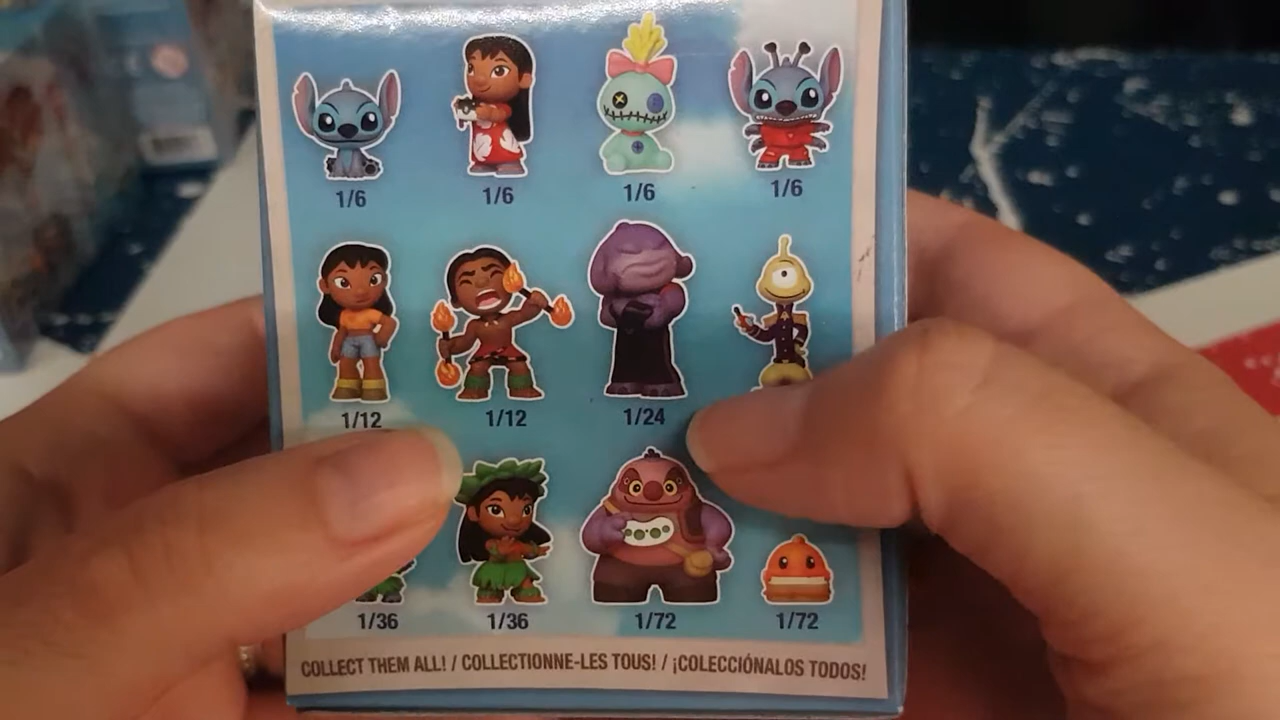 1/6 1/6 1/6 1/6
1/12 1/12 1/24
1/36 1/36 1/72 1/72
COLLECT THEM ALL! / COLLECTIONNE-LES TOUS! / ¡COLECCIÓNALOS TODOS!